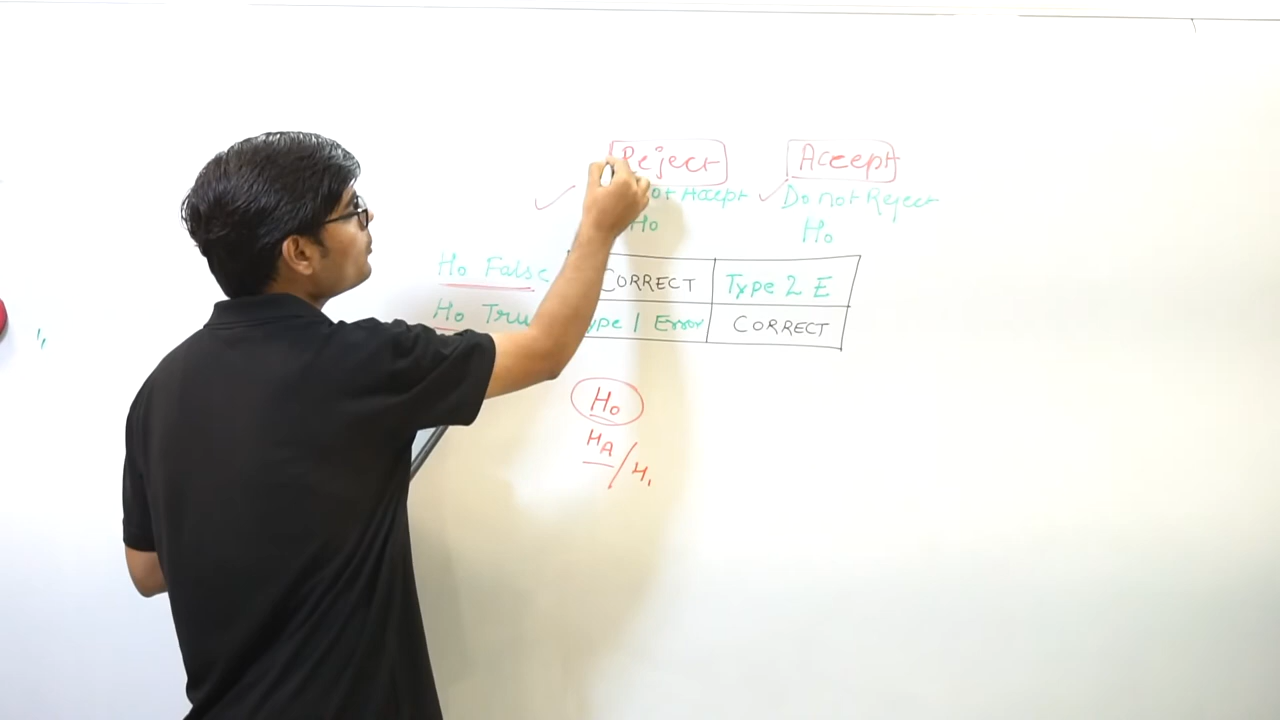 Reject Accept
ot Accept Do not Reject
Ho Ho
Ho False CORRECT Type 2 E
Ho Tru ype 1 Error CORRECT
Ho
HA/H1